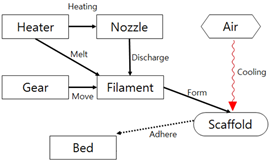 Heating
Heater
Nozzle
Air
Melt
Discharge
Cooling
Gear
Move
Filament
Form
Scaffold
Adhere
Bed